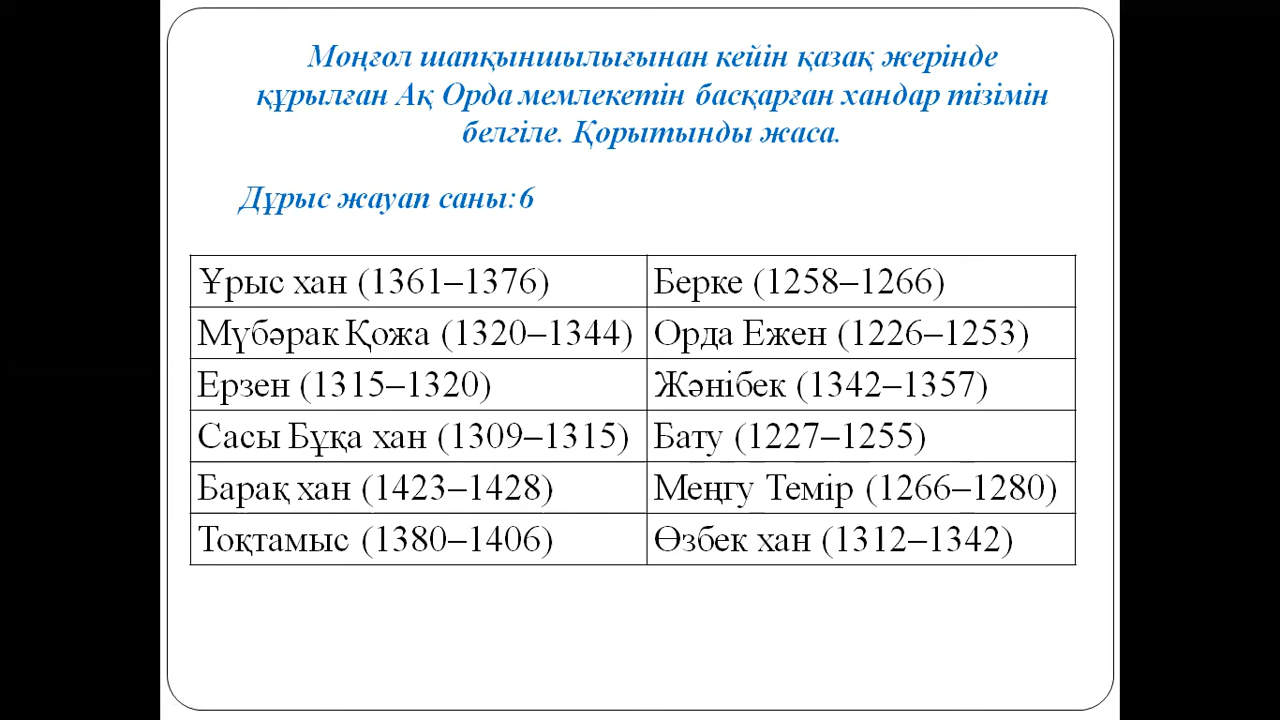 Моңғол шапқыншылығынан кейін қазақ жерінде
құрылған Ақ Орда мемлекетін басқарған хандар тізімін
белгіле. Қорытынды жаса.
Дұрыс жауап саны:6
Ұрыс хан (1361–1376) Берке (1258–1266)
Мүбәрак Қожа (1320–1344) Орда Ежен (1226–1253)
Ерзен (1315–1320) Жәнібек (1342–1357)
Сасы Бұқа хан (1309–1315) Бату (1227–1255)
Барақ хан (1423–1428) Меңгу Темір (1266–1280)
Тоқтамыс (1380–1406) Өзбек хан (1312–1342)